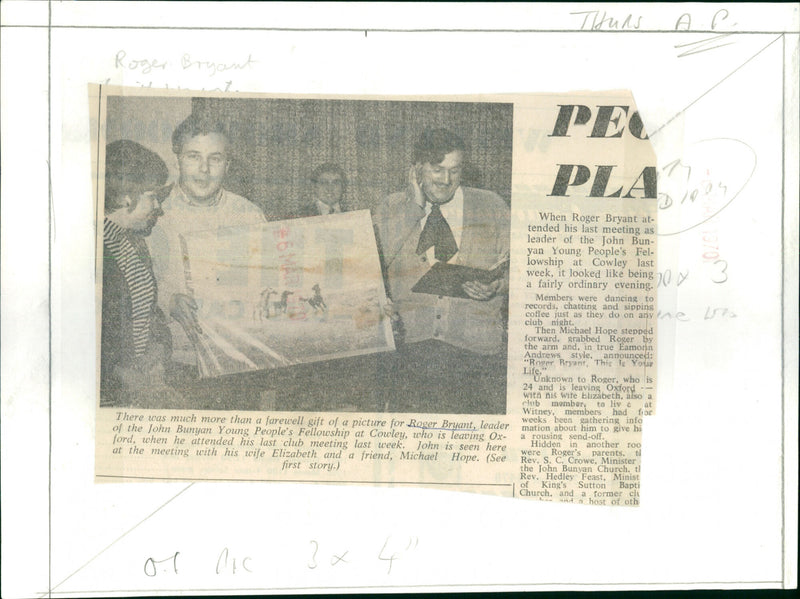 THURS A P.
Roger Bryant
PEO
PLA
When Roger Bryant at-
tended his last meeting as
leader of the John Bun-
yan Young People's Fel-
lowship at Cowley last
week, it looked like being
a fairly ordinary evening.
Members were dancing to
records, chatting and sipping
coffee just as they do on any
club night.
Then Michael Hope stepped
forward, grabbed Roger by
the arm and, in true Eamonn
Andrews style, announced:
"Roger Bryant, This Is Your
Life."
Unknown to Roger, who is
24 and is leaving Oxford —
with his wife Elizabeth, also a
club member, to live at
Witney, members had for
weeks been gathering info
mation about him to give hi
a rousing send-off.
Hidden in another roo
were Roger's parents, t
Rev. S. C. Crowe, Minister
the John Bunyan Church, t
Rev. Hedley Feast, Minist
of King's Sutton Bapti
Church, and a former cl
and a host of oth
There was much more than a farewell gift of a picture for Roger Bryant, leader
of the John Bunyan Young People's Fellowship at Cowley, who is leaving Ox-
ford, when he attended his last club meeting last week. John is seen here
at the meeting with his wife Elizabeth and a friend, Michael Hope. (See
first story.)
3 x 4"